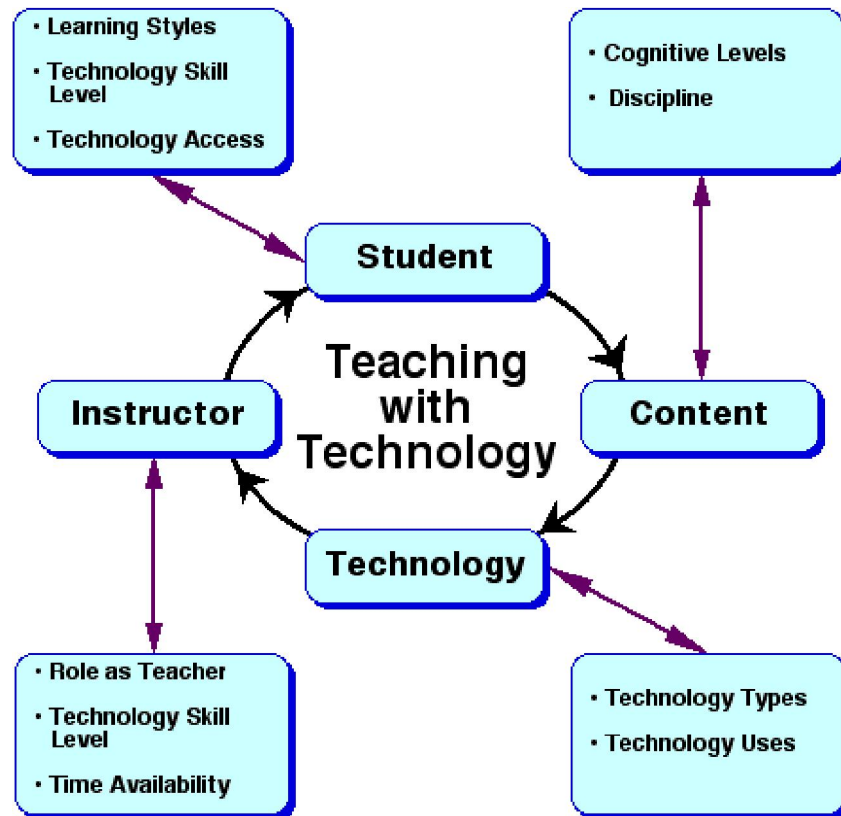 • Learning Styles
• Technology Skill
Level
• Technology Access
• Cognitive Levels
• Discipline
Student
Teaching
with
Technology
Instructor
Content
Technology
• Role as Teacher
• Technology Skill
Level
• Time Availability
• Technology Types
• Technology Uses